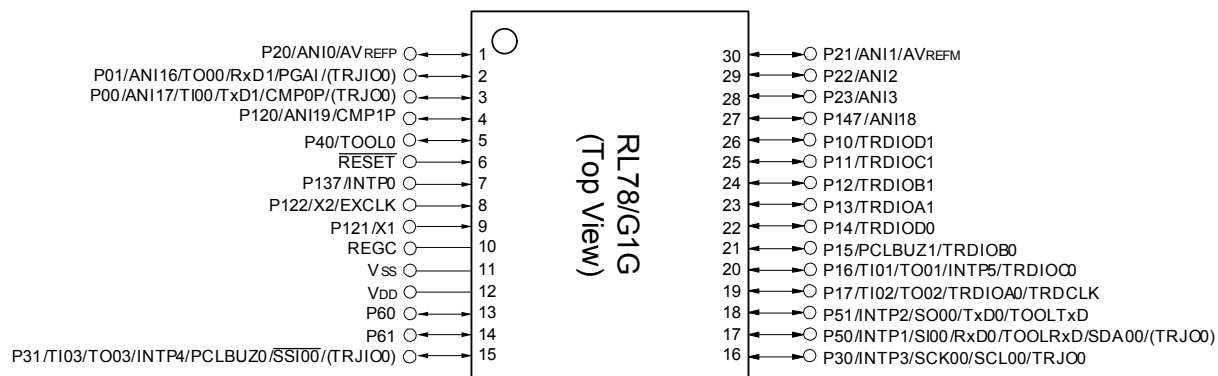 P20/ANI0/AVREFP 1
P01/ANI16/TO00/RxD1/PGAI/(TRJIO0) 2
P00/ANI17/TI00/TxD1/CMP0P/(TRJO0) 3
P120/ANI19/CMP1P 4
P40/TOOL0 5
RESET 6
P137/INTP0 7
P122/X2/EXCLK 8
P121/X1 9
REGC 10
VSS 11
VDD 12
P60 13
P61 14
P31/TI03/TO03/INTP4/PCLBUZ0/SSI00/(TRJIO0) 15
RL78/G1G
(Top View)
30 P21/ANI1/AVREFM
29 P22/ANI2
28 P23/ANI3
27 P147/ANI18
26 P10/TRDIOD1
25 P11/TRDIOC1
24 P12/TRDIOB1
23 P13/TRDIOA1
22 P14/TRDIOD0
21 P15/PCLBUZ1/TRDIOB0
20 P16/TI01/TO01/INTP5/TRDIOC0
19 P17/TI02/TO02/TRDIOA0/TRDCLK
18 P51/INTP2/SO00/TxD0/TOOLTxD
17 P50/INTP1/SI00/RxD0/TOOLRxD/SDA00/(TRJO0)
16 P30/INTP3/SCK00/SCL00/TRJO0